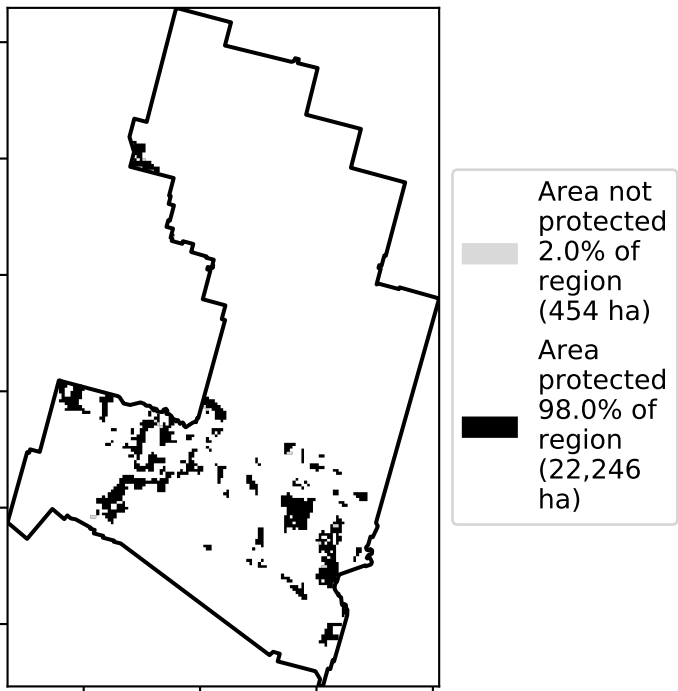 Area not
protected
2.0% of
region
(454 ha)
Area
protected
98.0% of
region
(22,246
ha)